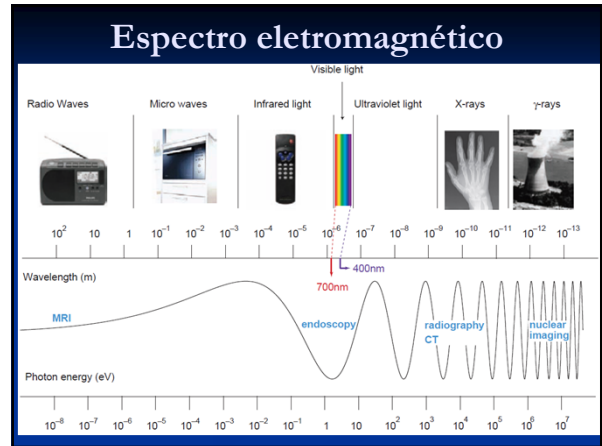 Espectro eletromagnético
Visible light
Radio Waves Micro waves Infrared light Ultraviolet light X-rays γ-rays
10² 10 1 10⁻¹ 10⁻² 10⁻³ 10⁻⁴ 10⁻⁵ 10⁻⁶ 10⁻⁷ 10⁻⁸ 10⁻⁹ 10⁻¹⁰ 10⁻¹¹ 10⁻¹² 10⁻¹³
400nm
Wavelength (m)
700nm
MRI endoscopy radiography nuclear
CT imaging
Photon energy (eV)
10⁻⁸ 10⁻⁷ 10⁻⁶ 10⁻⁵ 10⁻⁴ 10⁻³ 10⁻² 10⁻¹ 1 10 10² 10³ 10⁴ 10⁵ 10⁶ 10⁷